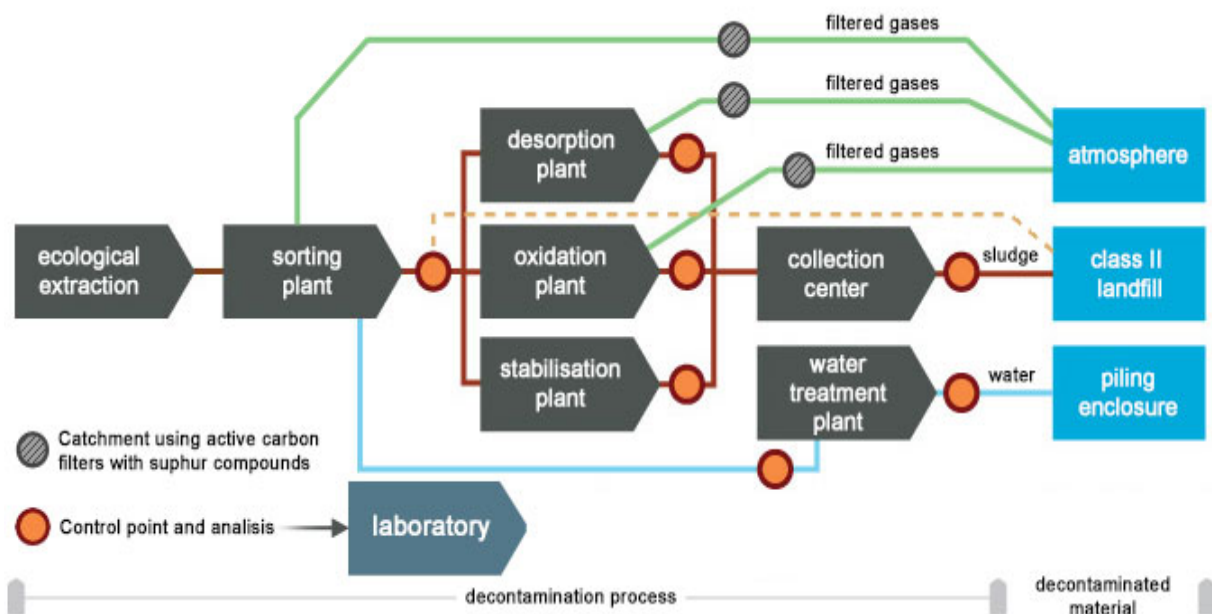 filtered gases
filtered gases
filtered gases
desorption
plant
atmosphere
ecological
extraction
sorting
plant
oxidation
plant
collection
center
sludge
class II
landfill
stabilisation
plant
water
treatment
plant
water
piling
enclosure
Catchment using active carbon
filters with suphur compounds
Control point and analisis
laboratory
decontamination process
decontaminated
material